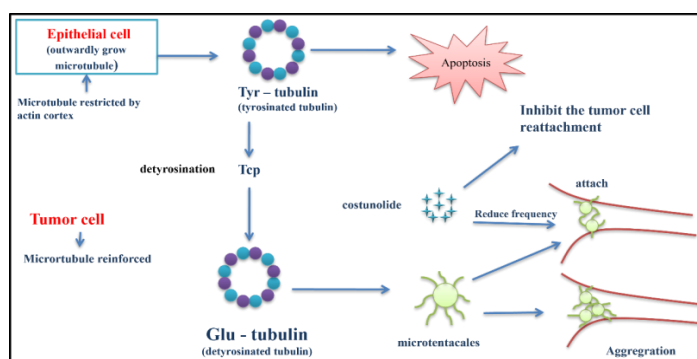 Epithelial cell
(outwardly grow
microtubule)
Microtubule restricted by
actin cortex
Tyr – tubulin
(tyrosinated tubulin)
Apoptosis
Inhibit the tumor cell
reattachment
detyrosination
Tcp
costunolide
Reduce frequency
attach
Tumor cell
Micrortubule reinforced
Glu - tubulin
(detyrosinated tubulin)
microtentacales
Aggregration